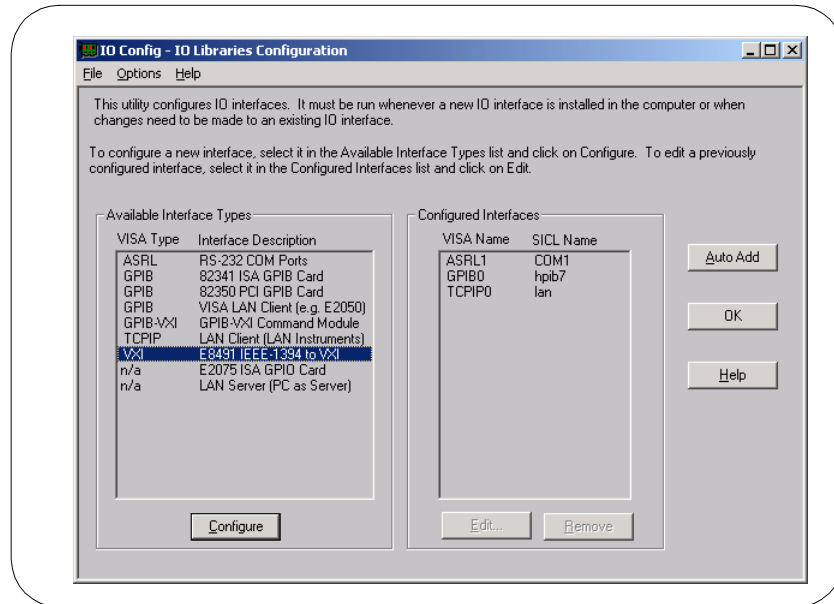 IO Config - IO Libraries Configuration
File Options Help
This utility configures IO interfaces. It must be run whenever a new IO interface is installed in the computer or when
changes need to be made to an existing IO interface.
To configure a new interface, select it in the Available Interface Types list and click on Configure. To edit a previously
configured interface, select it in the Configured Interfaces list and click on Edit.
Available Interface Types
VISA Type Interface Description
ASRL RS-232 COM Ports
GPIB 82341 ISA GPIB Card
GPIB 82350 PCI GPIB Card
GPIB VISA LAN Client (e.g. E2050)
GPIB-VXI GPIB-VXI Command Module
TCPIP LAN Client (LAN Instruments)
VXI E8491 IEEE-1394 to VXI
n/a E2075 ISA GPIO Card
n/a LAN Server (PC as Server)
Configure
Configured Interfaces
VISA Name SICL Name
ASRL1 COM1
GPIB0 hpib7
TCPIP0 lan
Edit... Remove
Auto Add
OK
Help